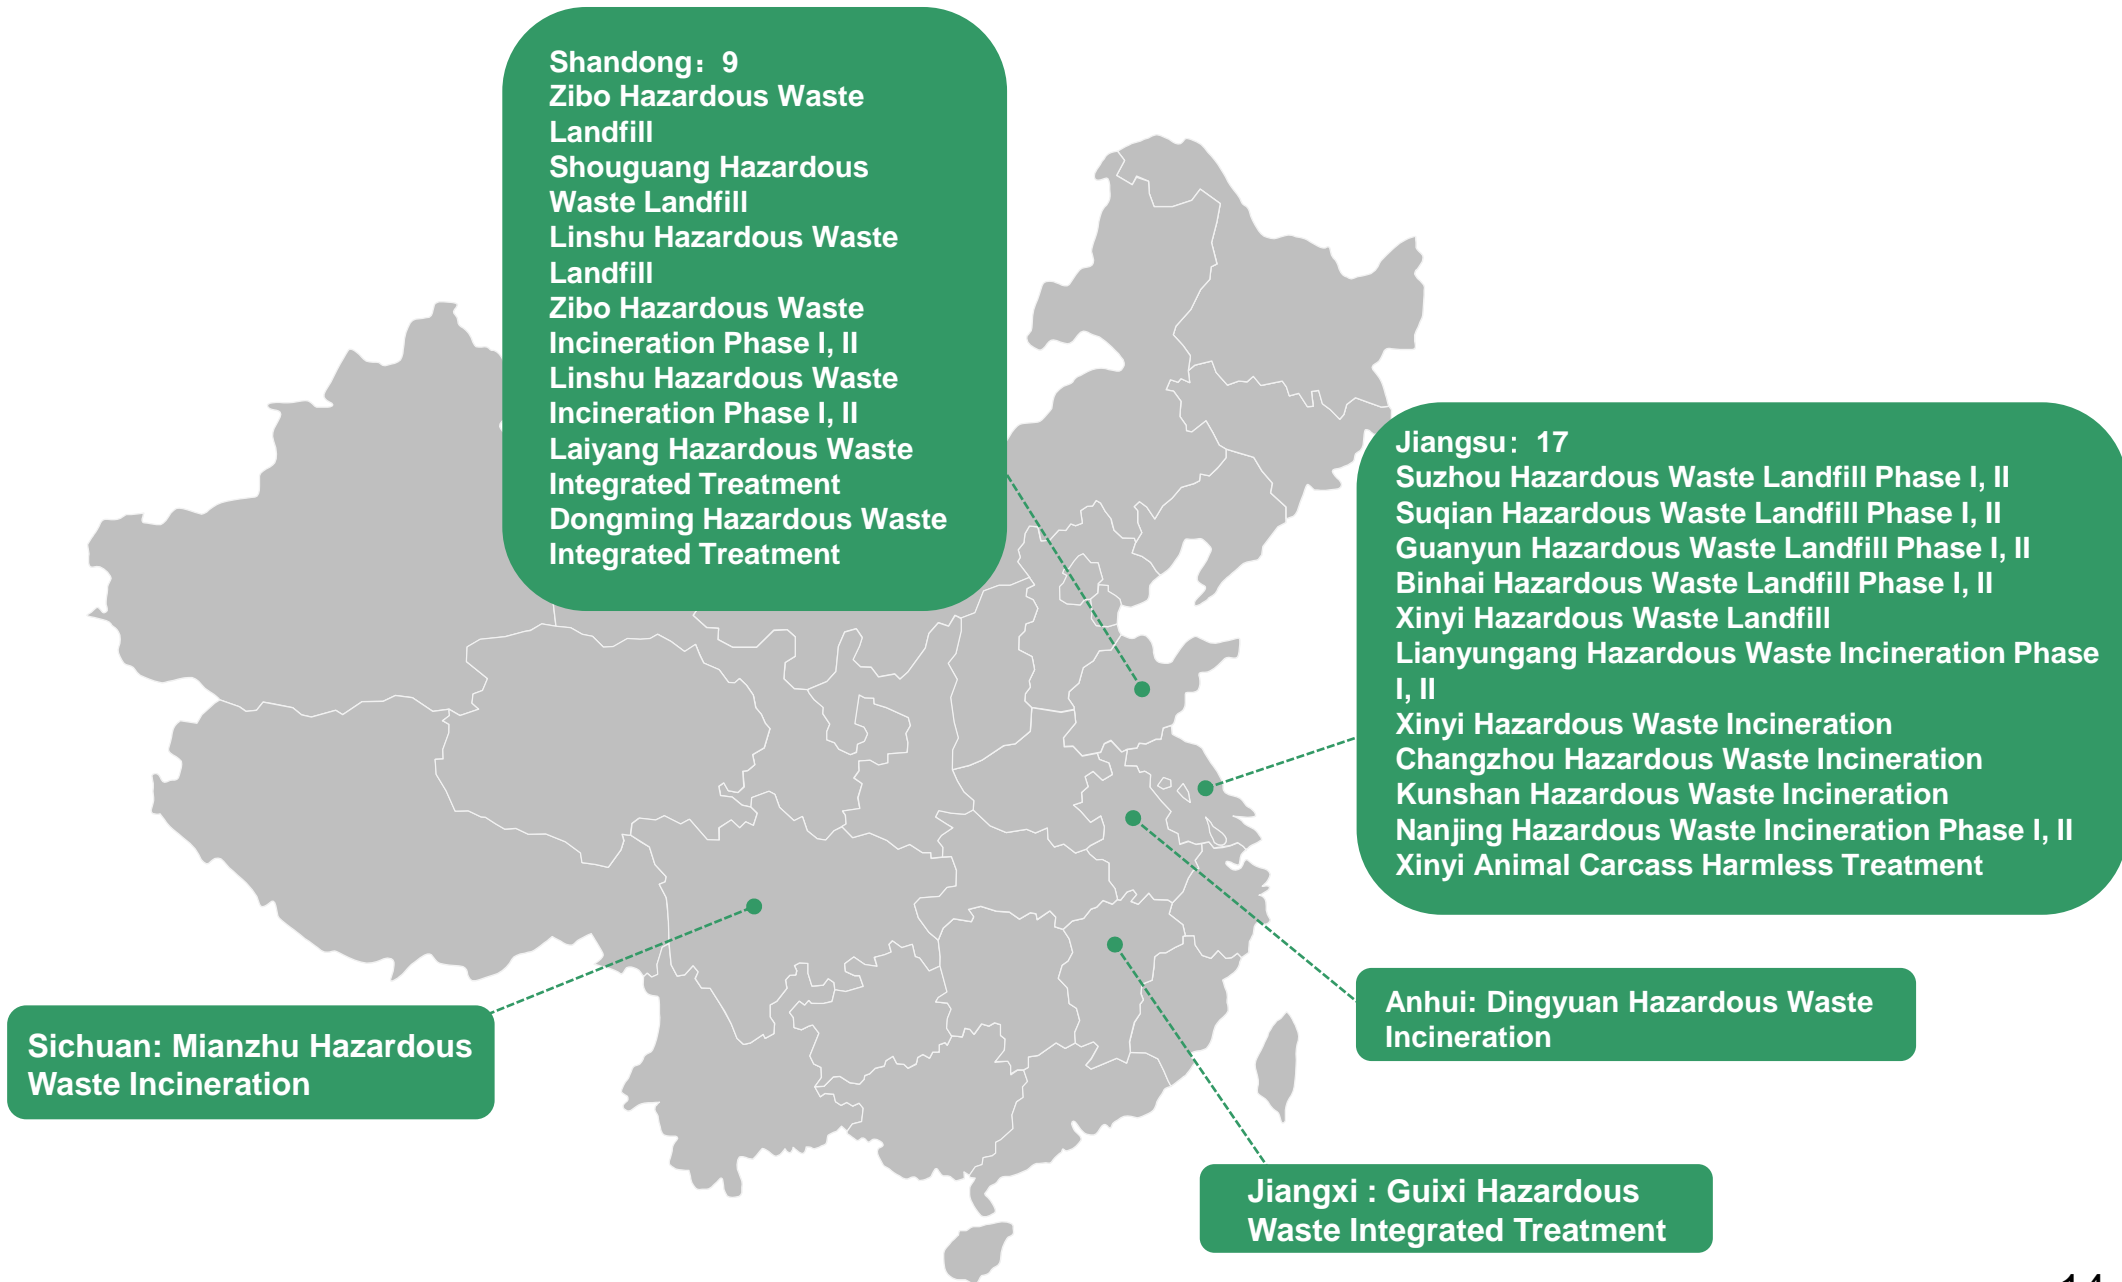 Shandong：9
Zibo Hazardous Waste
Landfill
Shouguang Hazardous
Waste Landfill
Linshu Hazardous Waste
Landfill
Zibo Hazardous Waste
Incineration Phase I, II
Linshu Hazardous Waste
Incineration Phase I, II
Laiyang Hazardous Waste
Integrated Treatment
Dongming Hazardous Waste
Integrated Treatment
Jiangsu：17
Suzhou Hazardous Waste Landfill Phase I, II
Suqian Hazardous Waste Landfill Phase I, II
Guanyun Hazardous Waste Landfill Phase I, II
Binhai Hazardous Waste Landfill Phase I, II
Xinyi Hazardous Waste Landfill
Lianyungang Hazardous Waste Incineration Phase
I, II
Xinyi Hazardous Waste Incineration
Changzhou Hazardous Waste Incineration
Kunshan Hazardous Waste Incineration
Nanjing Hazardous Waste Incineration Phase I, II
Xinyi Animal Carcass Harmless Treatment
Anhui: Dingyuan Hazardous Waste
Incineration
Sichuan: Mianzhu Hazardous
Waste Incineration
Jiangxi : Guixi Hazardous
Waste Integrated Treatment
14